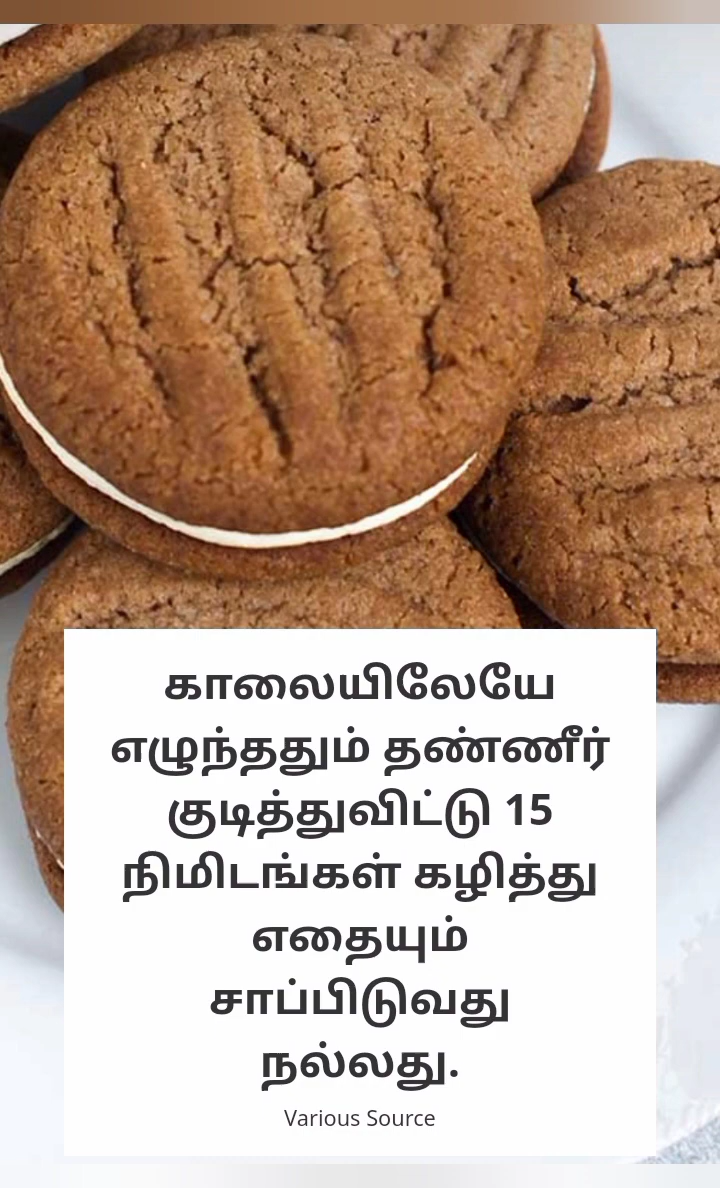 காலையிலேயே
எழுந்ததும் தண்ணீர்
குடித்துவிட்டு 15
நிமிடங்கள் கழித்து
எதையும்
சாப்பிடுவது
நல்லது.
Various Source